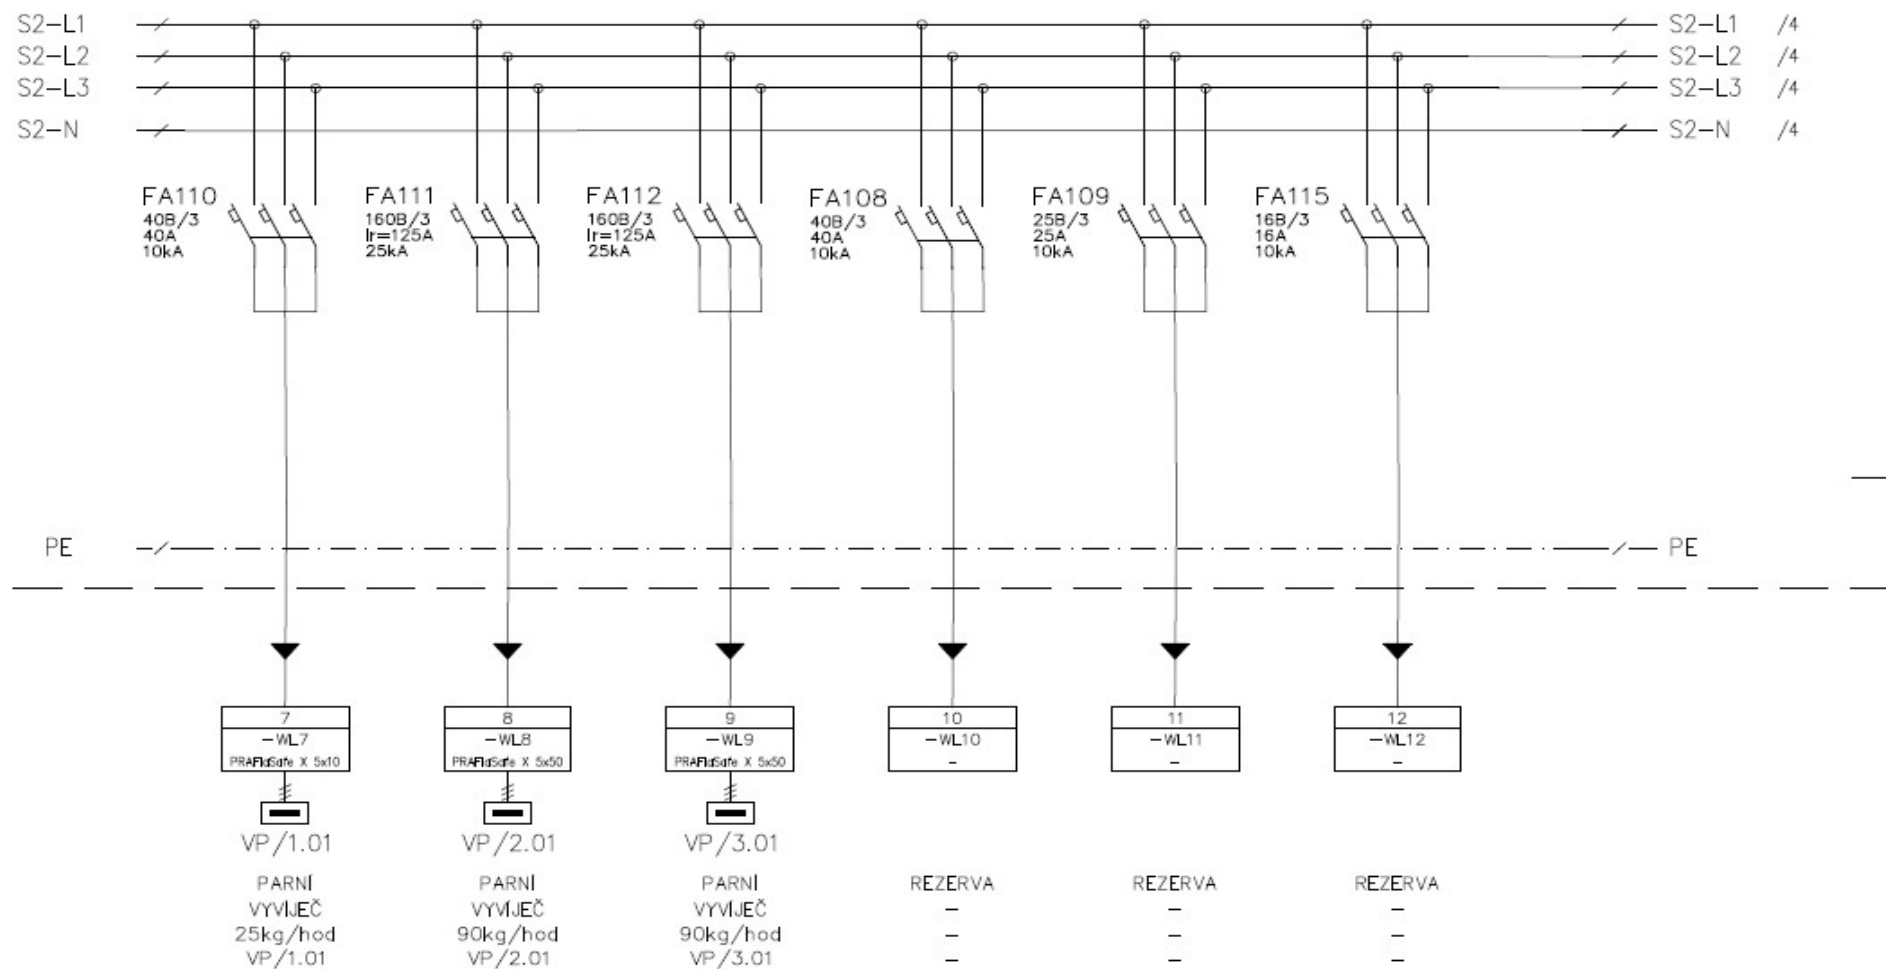 S2-L1 S2-L1 /4
S2-L2 S2-L2 /4
S2-L3 S2-L3 /4
S2-N S2-N /4
FA110
40B/3
40A
10kA
FA111
160B/3
Ir=125A
25kA
FA112
160B/3
Ir=125A
25kA
FA108
40B/3
40A
10kA
FA109
25B/3
25A
10kA
FA115
16B/3
16A
10kA
PE PE
7
-WL7
PRAFlaSafe X 5x10
VP/1.01
PARNÍ
VYVÍJEČ
25kg/hod
VP/1.01
8
-WL8
PRAFlaSafe X 5x50
VP/2.01
PARNÍ
VYVÍJEČ
90kg/hod
VP/2.01
9
-WL9
PRAFlaSafe X 5x50
VP/3.01
PARNÍ
VYVÍJEČ
90kg/hod
VP/3.01
10
-WL10
-
REZERVA
-
-
-
11
-WL11
-
REZERVA
-
-
-
12
-WL12
-
REZERVA
-
-
-